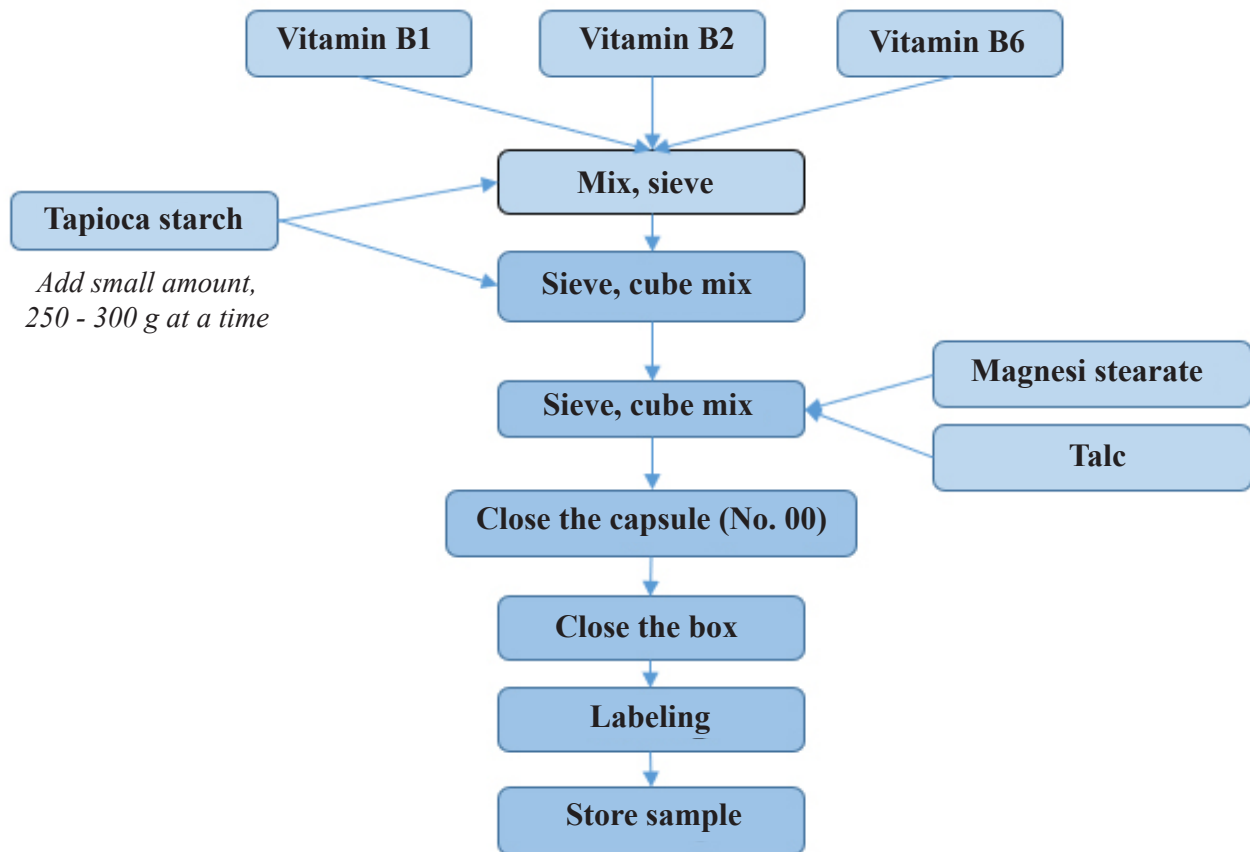 Vitamin B1
Vitamin B2
Vitamin B6
Mix, sieve
Tapioca starch
Add small amount,
250 - 300 g at a time
Sieve, cube mix
Sieve, cube mix
Magnesi stearate
Talc
Close the capsule (No. 00)
Close the box
Labeling
Store sample